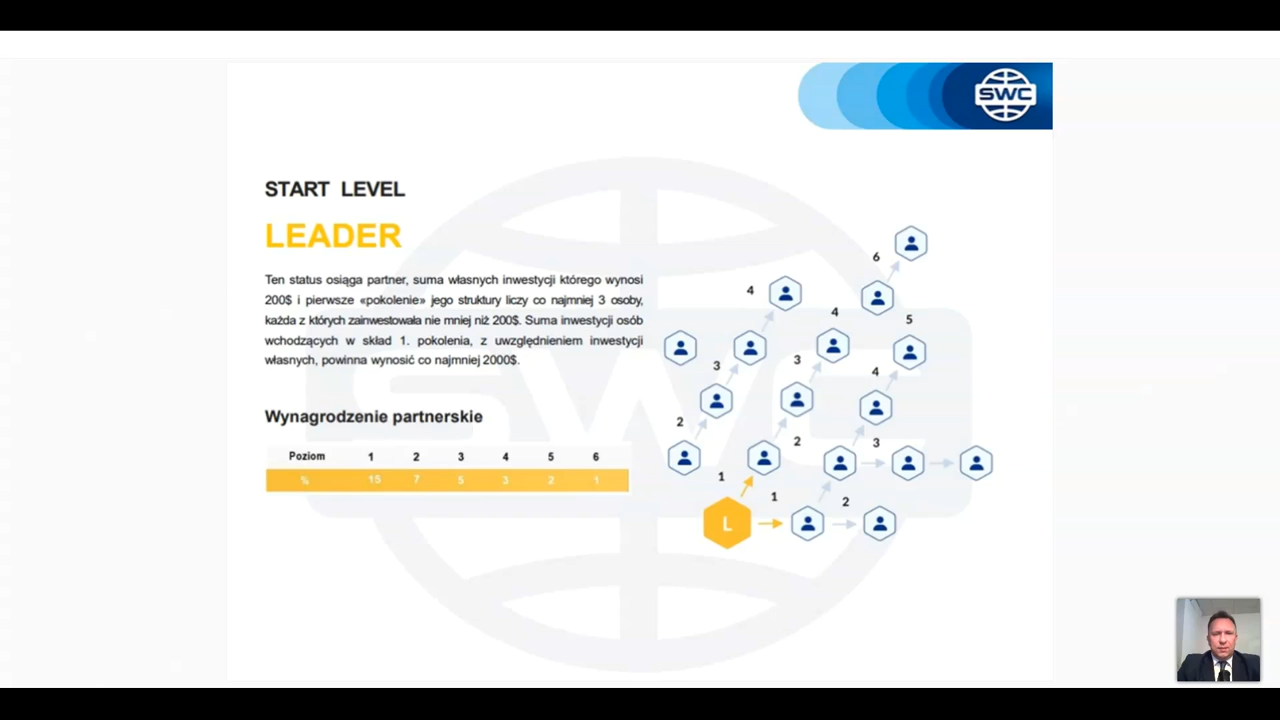 SWC
START LEVEL
LEADER
Ten status osiąga partner, suma własnych inwestycji którego wynosi
200$ i pierwsze «pokolenie» jego struktury liczy co najmniej 3 osoby,
każda z których zainwestowała nie mniej niż 200$. Suma inwestycji osób
wchodzących w skład 1. pokolenia, z uwzględnieniem inwestycji
własnych, powinna wynosić co najmniej 2000$.
Wynagrodzenie partnerskie
Poziom 1 2 3 4 5 6
% 15 7 5 3 2 1
6
4
4
5
3
3
4
2
2
3
1
1
2
L
SWC